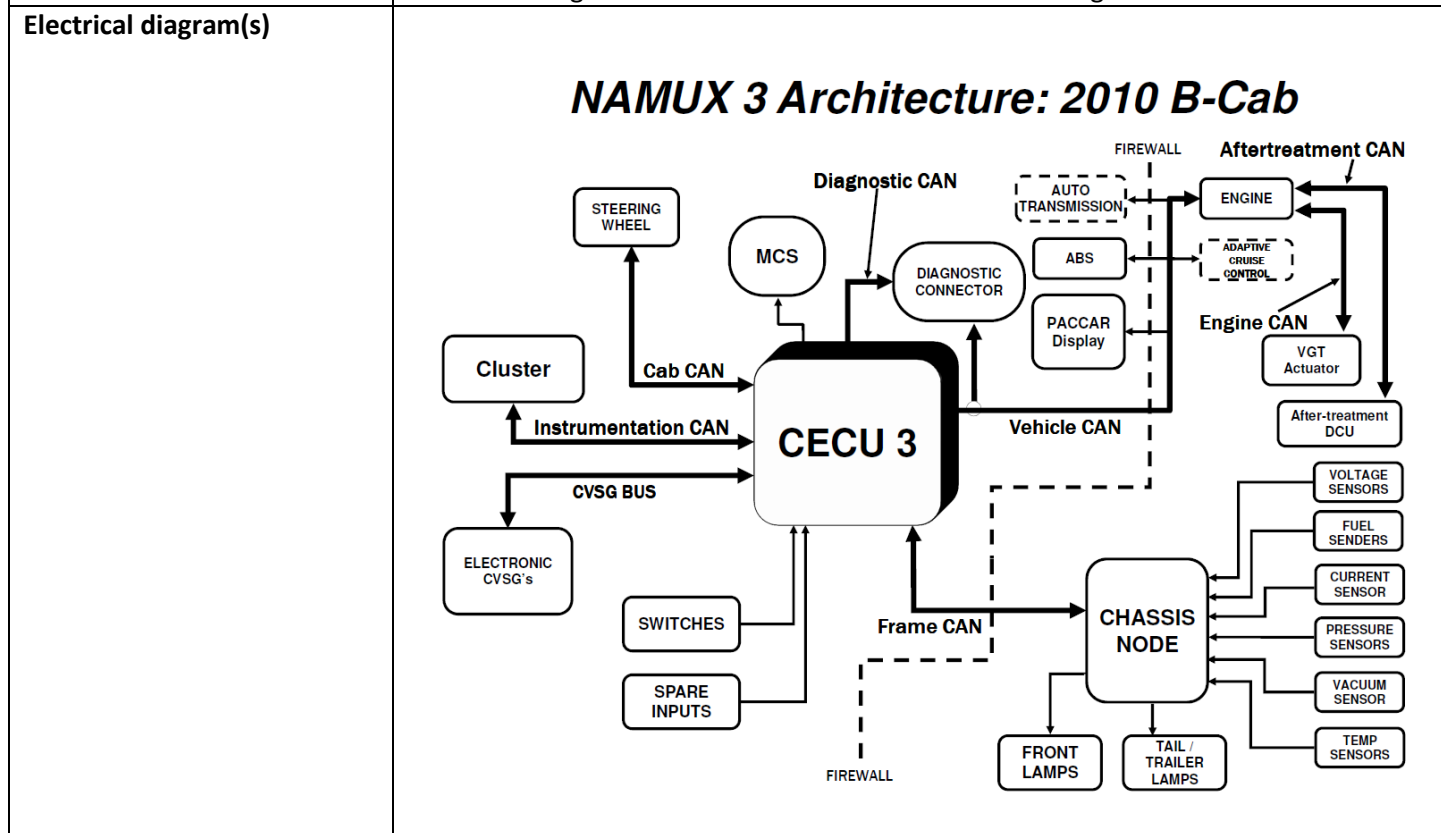 Electrical diagram(s)
NAMUX 3 Architecture: 2010 B-Cab
FIREWALL
Aftertreatment CAN
Diagnostic CAN
AUTO
TRANSMISSION
ENGINE
STEERING
WHEEL
MCS
DIAGNOSTIC
CONNECTOR
ABS
ADAPTIVE
CRUISE
CONTROL
PACCAR
Display
Engine CAN
VGT
Actuator
Cluster
Cab CAN
Instrumentation CAN
CECU 3
Vehicle CAN
After-treatment
DCU
CVSG BUS
ELECTRONIC
CVSG's
VOLTAGE
SENSORS
FUEL
SENDERS
CURRENT
SENSOR
PRESSURE
SENSORS
VACUUM
SENSOR
TEMP
SENSORS
SWITCHES
SPARE
INPUTS
Frame CAN
CHASSIS
NODE
FRONT
LAMPS
TAIL /
TRAILER
LAMPS
FIREWALL